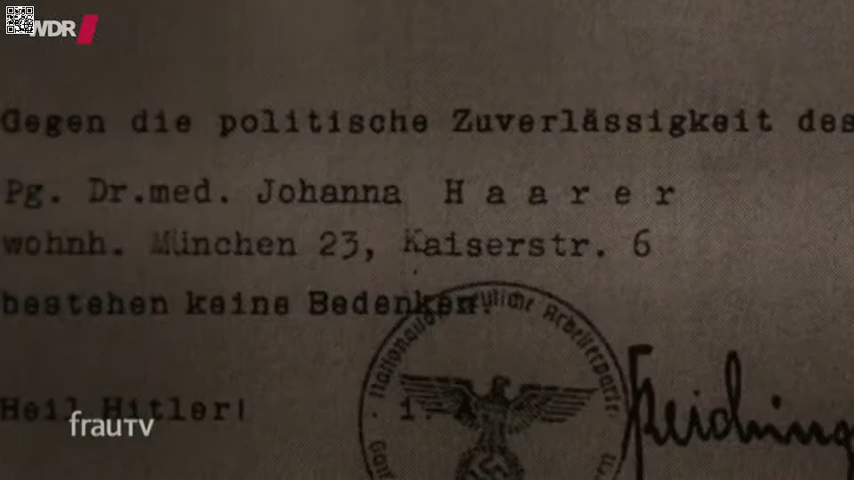 WDR
Gegen die politische Zuverlässigkeit des
Pg. Dr.med. Johanna H a a r e r
wohnh. München 23, Kaiserstr. 6
bestehen keine Bedenken.
Heil Hitler!
i. A.
frauTV